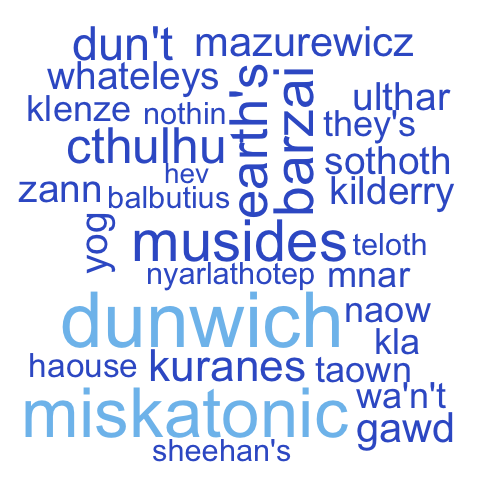 dun't
mazurewicz
whateleys
earth's
barzai
ulthar
klenze
nothin
they's
cthulhu
sothoth
hev
zann
balbutius
kilderry
yog
musides
teloth
nyarlathotep
mnar
dunwich
naow
kla
haouse
kuranes
taown
miskatonic
wa'n't
gawd
sheehan's